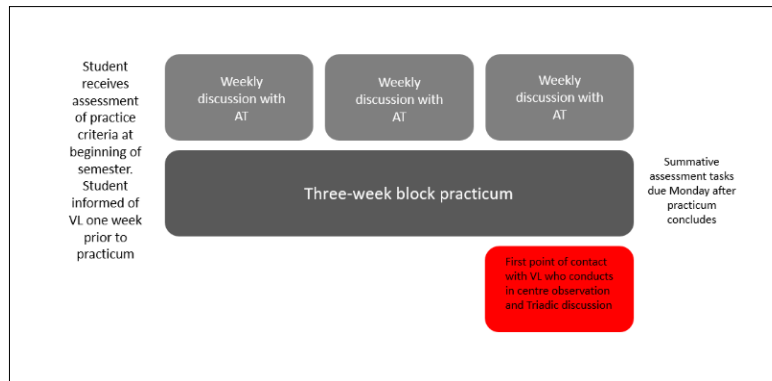 Student
receives
assessment
of practice
criteria at
beginning of
semester.
Student
informed of
VL one week
prior to
practicum
Weekly
discussion with
AT
Weekly
discussion with
AT
Weekly
discussion with
AT
Three-week block practicum
Summative
assessment tasks
due Monday after
practicum
concludes
First point of contact
with VL who conducts
in centre observation
and Triadic discussion